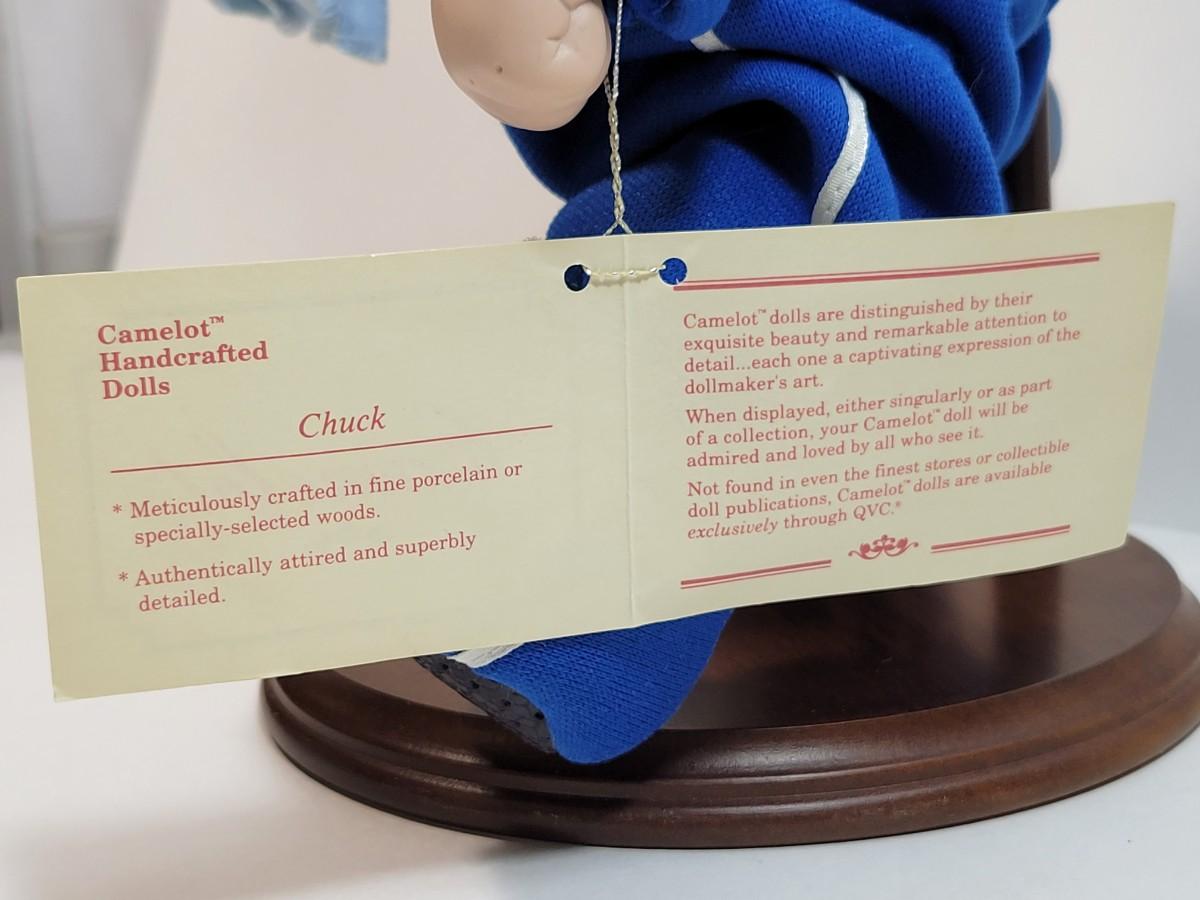 Camelot™
Handcrafted
Dolls
Chuck
* Meticulously crafted in fine porcelain or
specially-selected woods.
* Authentically attired and superbly
detailed.
Camelot™ dolls are distinguished by their
exquisite beauty and remarkable attention to
detail...each one a captivating expression of the
dollmaker's art.
When displayed, either singularly or as part
of a collection, your Camelot™ doll will be
admired and loved by all who see it.
Not found in even the finest stores or collectible
doll publications, Camelot™ dolls are available
exclusively through QVC.®